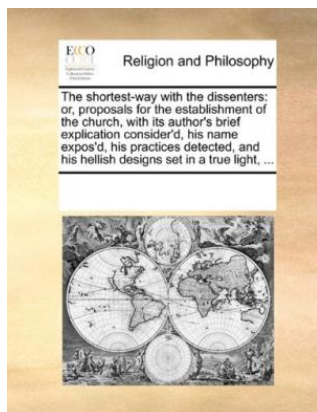 ECCO
Religion and Philosophy
The shortest-way with the dissenters:
or, proposals for the establishment of
the church, with its author's brief
explication consider'd, his name
expos'd, his practices detected, and
his hellish designs set in a true light, ...